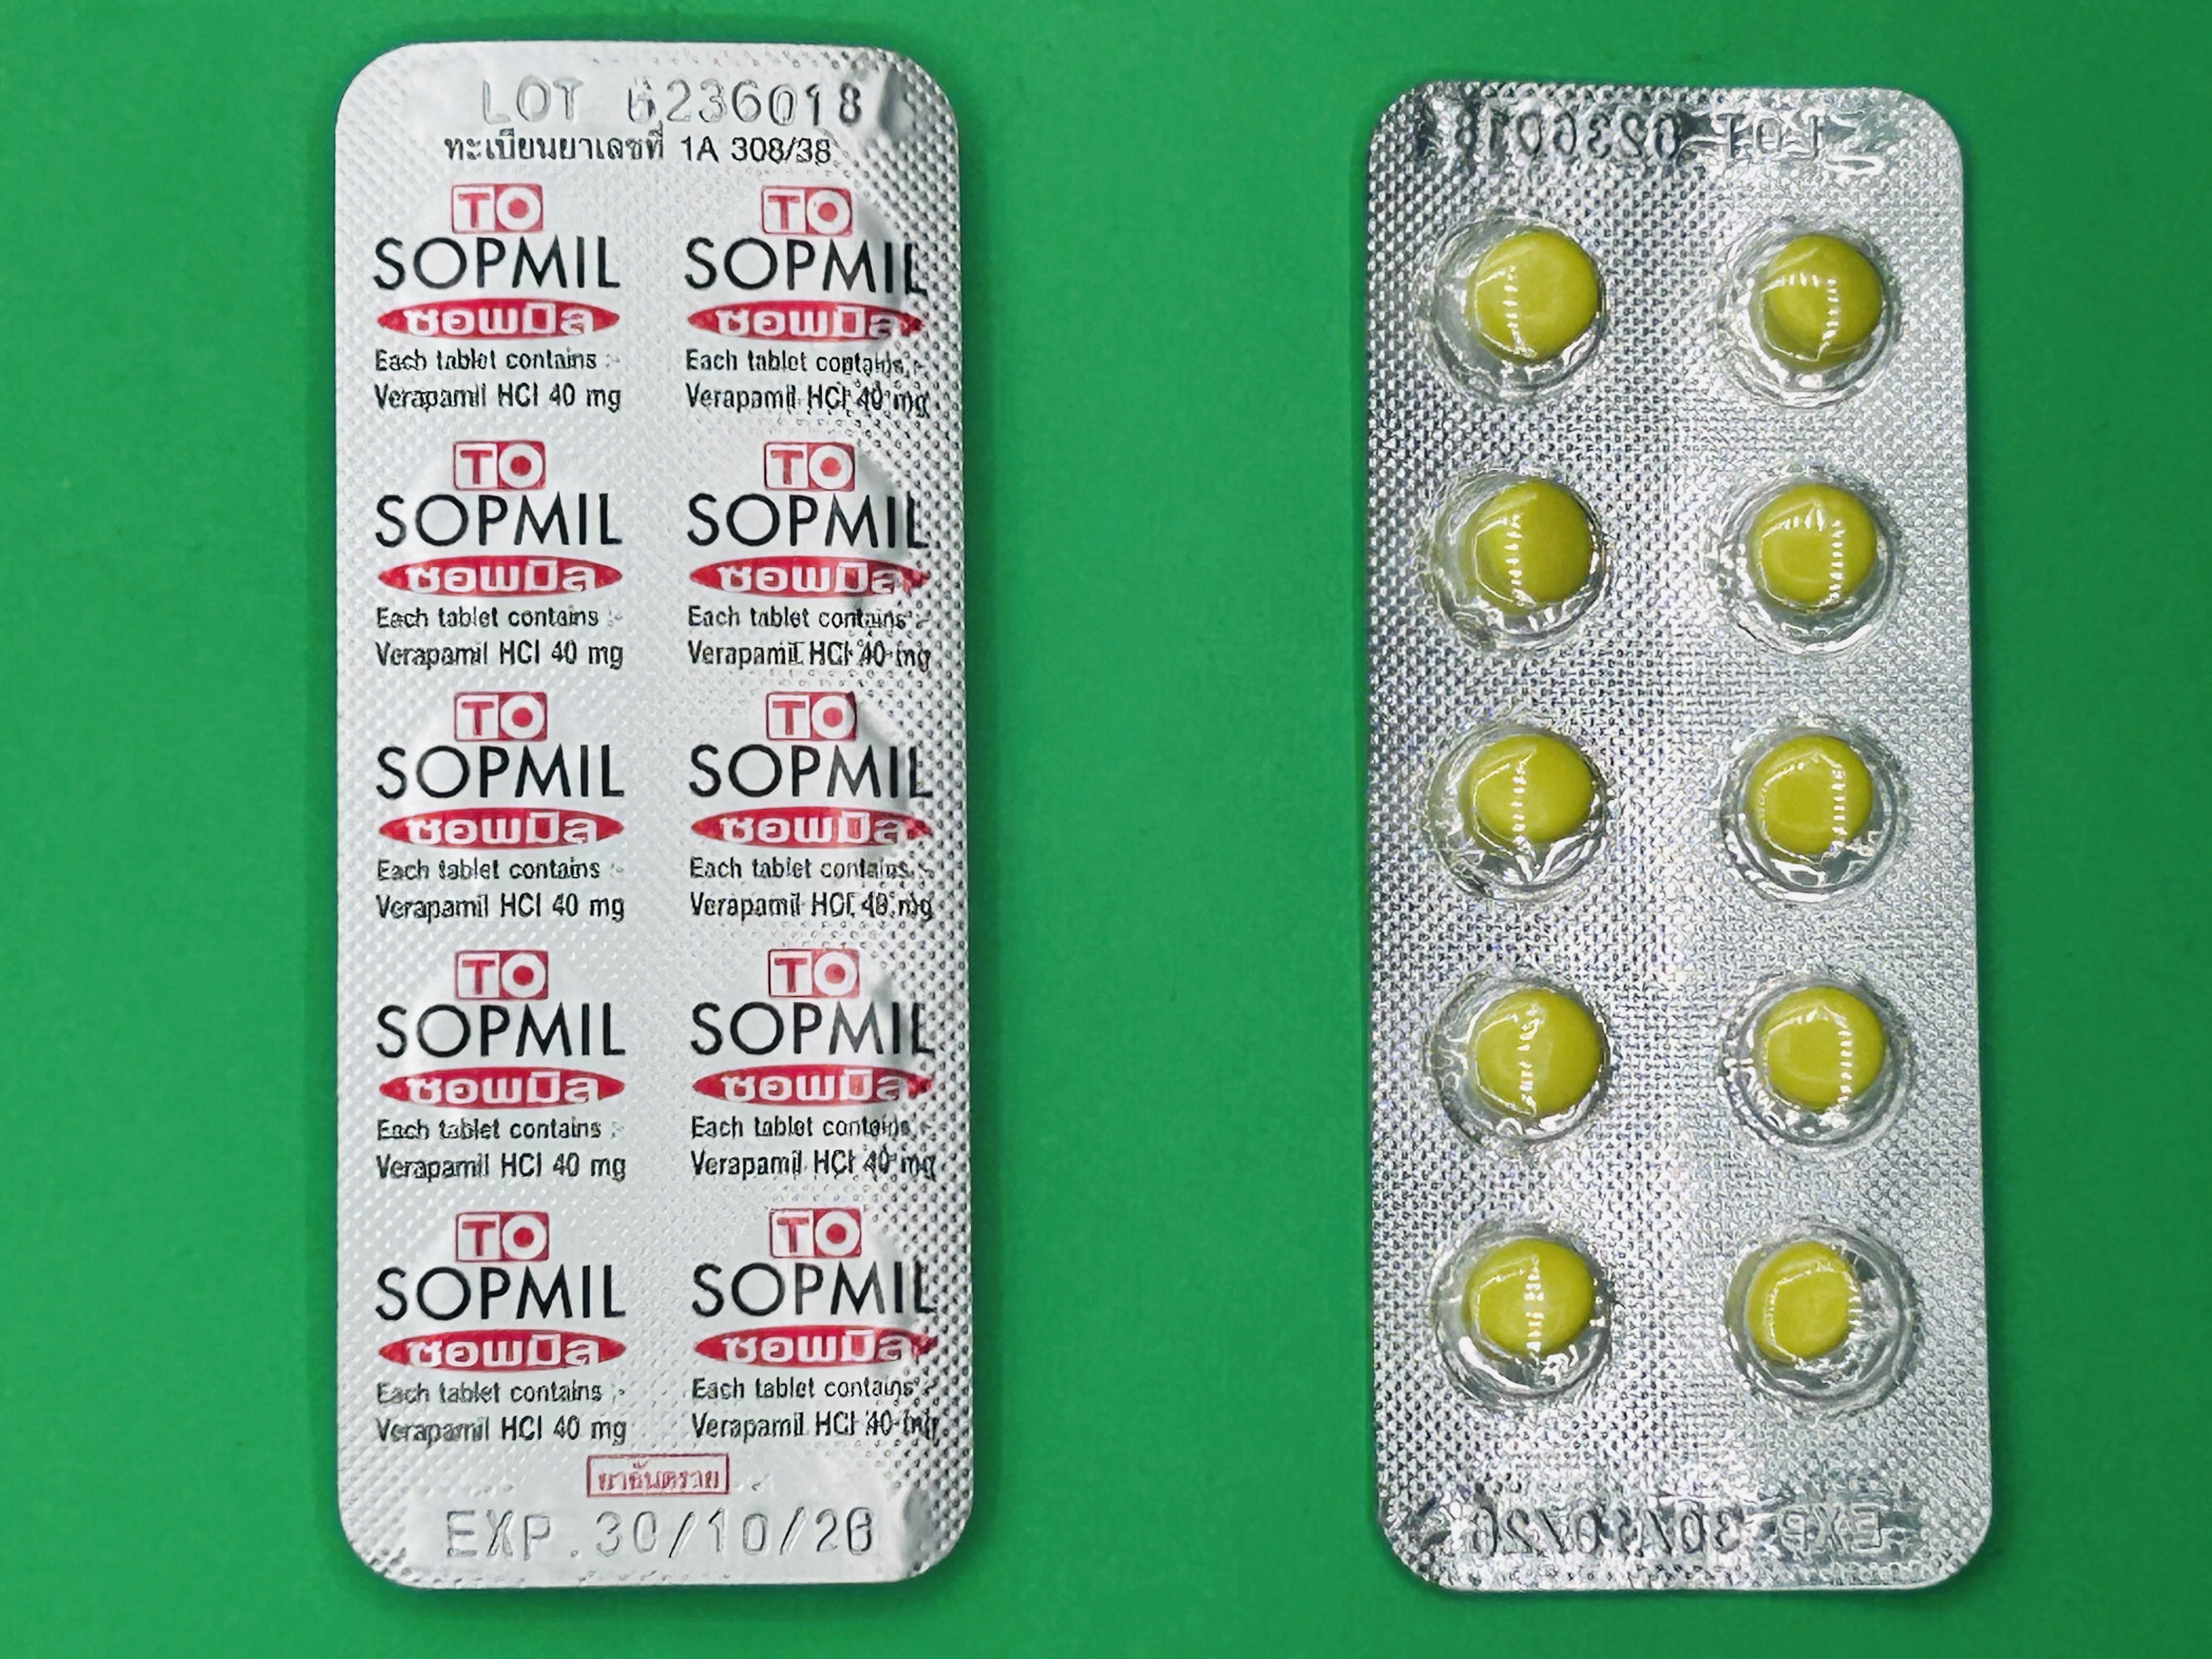 LOT 6236018
ทะเบียนยาเลขที่ 1A 308/38
TO TO
SOPMIL SOPMIL
ซอพมิล ซอพมิล
Each tablet contains :- Each tablet contains :-
Verapamil HCl 40 mg Verapamil HCl 40 mg
TO TO
SOPMIL SOPMIL
ซอพมิล ซอพมิล
Each tablet contains :- Each tablet contains :-
Verapamil HCl 40 mg Verapamil HCl 40 mg
TO TO
SOPMIL SOPMIL
ซอพมิล ซอพมิล
Each tablet contains :- Each tablet contains :-
Verapamil HCl 40 mg Verapamil HCl 40 mg
TO TO
SOPMIL SOPMIL
ซอพมิล ซอพมิล
Each tablet contains :- Each tablet contains :-
Verapamil HCl 40 mg Verapamil HCl 40 mg
TO TO
SOPMIL SOPMIL
ซอพมิล ซอพมิล
Each tablet contains :- Each tablet contains :-
Verapamil HCl 40 mg Verapamil HCl 40 mg
ยาอันตราย
EXP.30/10/26
LOT 6236018
EXP.30/10/26